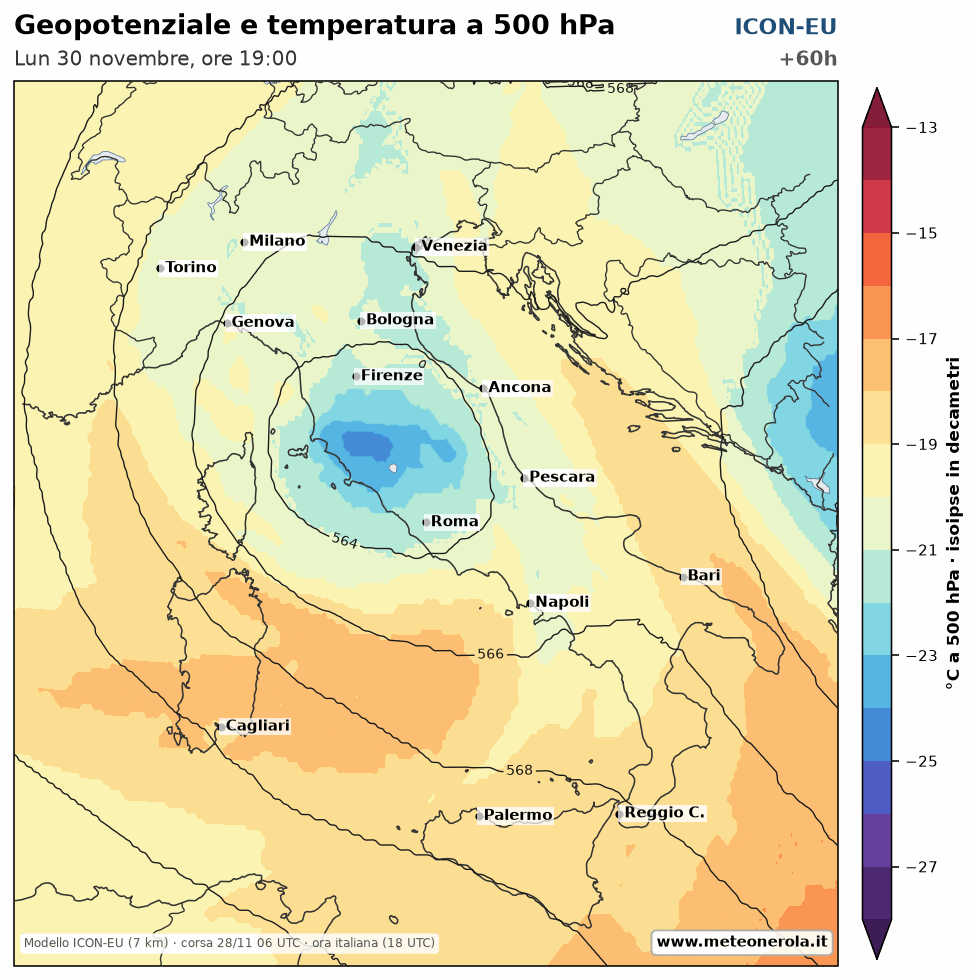 Geopotenziale e temperatura a 500 hPa
ICON-EU
Lun 30 novembre, ore 19:00
+60h
568
Milano
Venezia
Torino
Genova
Bologna
Firenze
Ancona
Pescara
Roma
564
Bari
Napoli
566
Cagliari
568
Palermo
Reggio C.
−13
−15
−17
−19
−21
−23
−25
−27
°C a 500 hPa · isoipse in decametri
Modello ICON-EU (7 km) · corsa 28/11 06 UTC · ora italiana (18 UTC)
www.meteonerola.it